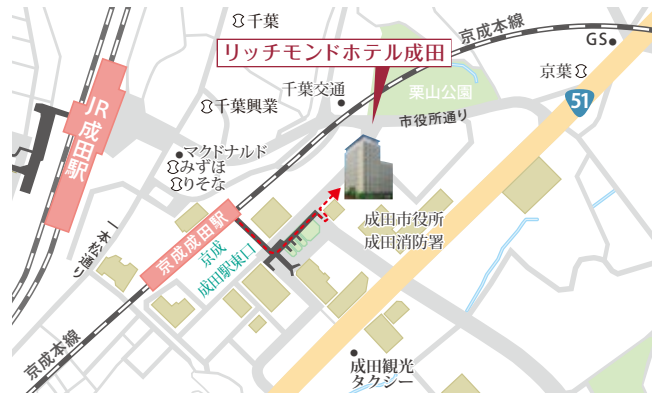 千葉
京成本線
GS
リッチモンドホテル成田
京葉
栗山公園
千葉交通
51
千葉興業
市役所通り
JR成田駅
マクドナルド
みずほ
りそな
成田市役所
成田消防署
京成成田駅
京成
成田駅東口
一本松通り
京成本線
成田観光
タクシー